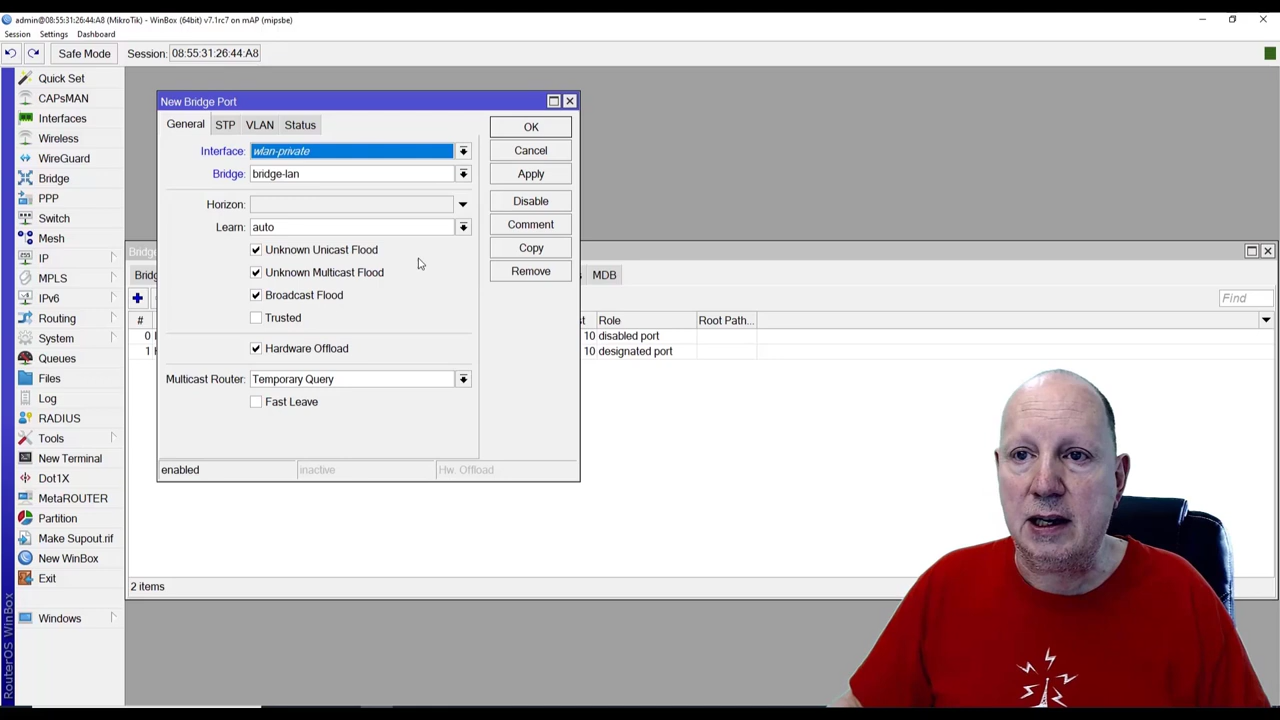 admin@08:55:31:26:44:A8 (MikroTik) - WinBox (64bit) v7.1rc7 on mAP (mipsbe)
Session Settings Dashboard
Safe Mode Session: 08:55:31:26:44:A8
Quick Set
CAPsMAN
Interfaces
Wireless
WireGuard
Bridge
PPP
Switch
Mesh
IP
MPLS
IPv6
Routing
System
Queues
Files
Log
RADIUS
Tools
New Terminal
Dot1X
MetaROUTER
Partition
Make Supout.rif
New WinBox
Exit
Windows
RouterOS WinBox
New Bridge Port
General STP VLAN Status
Interface: wlan-private
Bridge: bridge-lan
Horizon:
Learn: auto
Unknown Unicast Flood
Unknown Multicast Flood
Broadcast Flood
Trusted
Hardware Offload
Multicast Router: Temporary Query
Fast Leave
enabled inactive Hw. Offload
OK
Cancel
Apply
Disable
Comment
Copy
Remove
MDB
Find
# Role Root Path...
0 10 disabled port
1 10 designated port
2 items